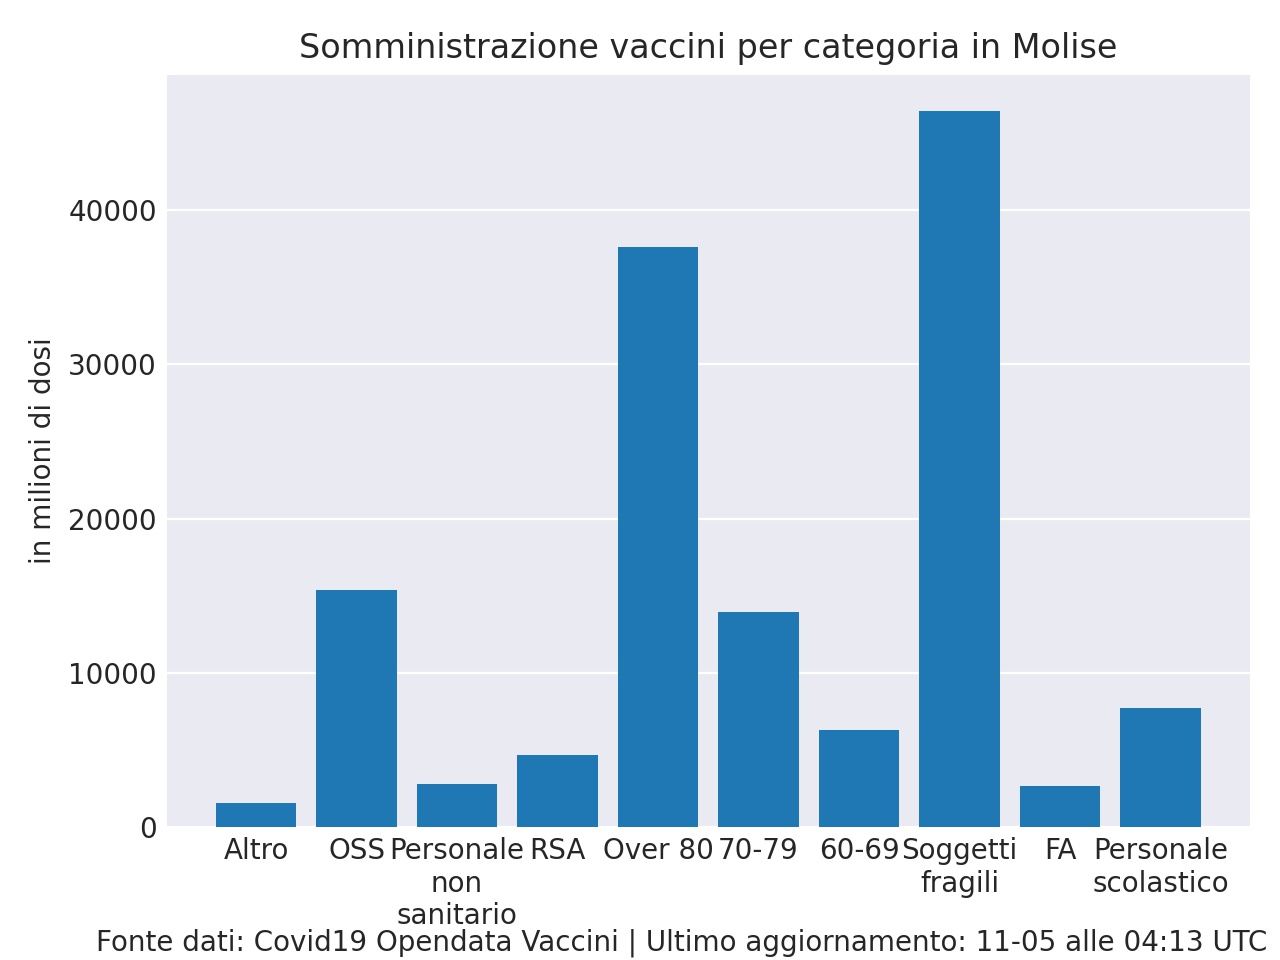 Somministrazione vaccini per categoria in Molise
in milioni di dosi
40000
30000
20000
10000
0
Altro OSS Personale RSA Over 80 70-79 60-69 Soggetti FA Personale
non fragili scolastico
sanitario
Fonte dati: Covid19 Opendata Vaccini | Ultimo aggiornamento: 11-05 alle 04:13 UTC